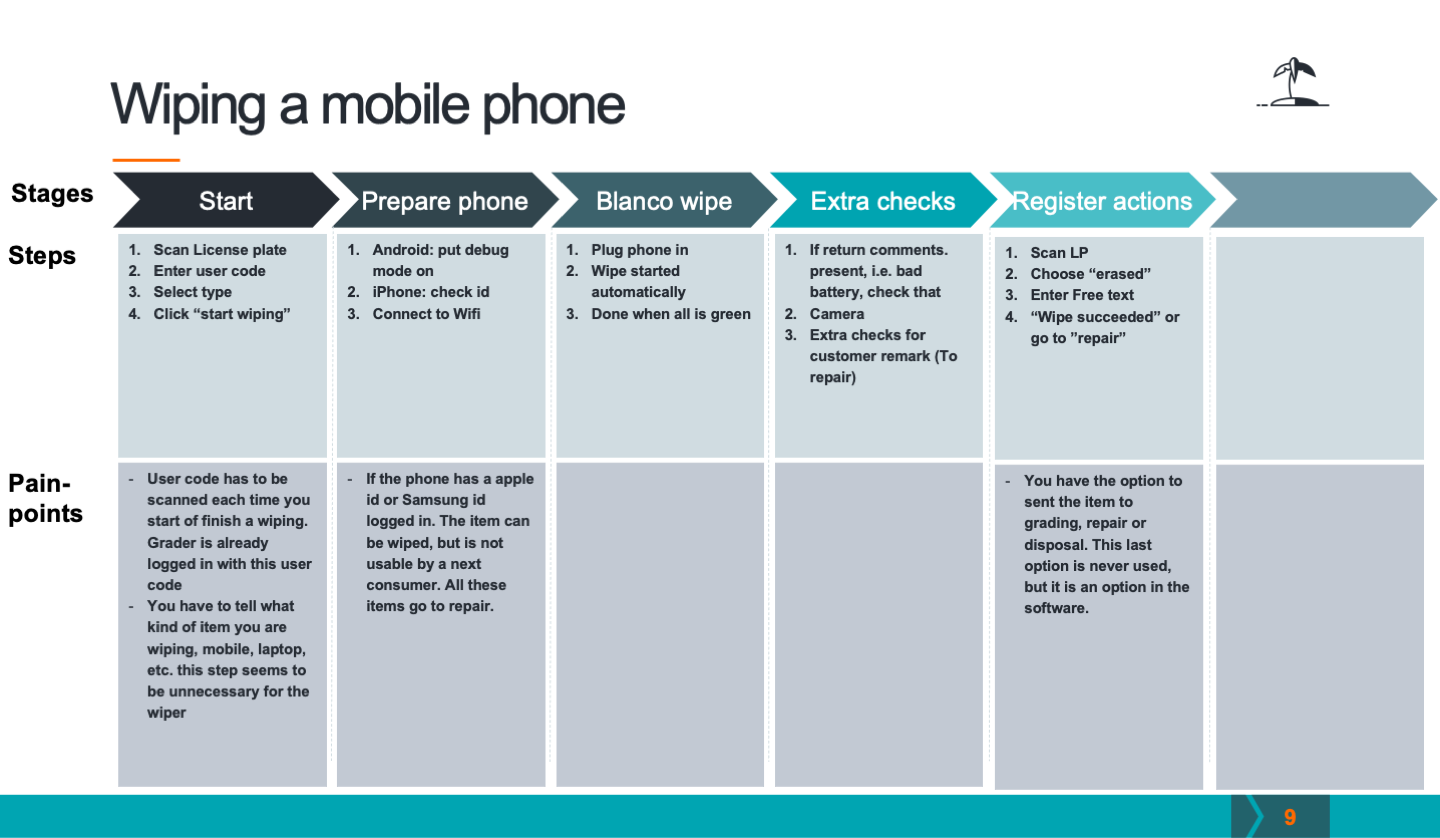 Wiping a mobile phone
Stages
Start
Prepare phone
Blanco wipe
Extra checks
Register actions
Steps
1. Scan License plate
2. Enter user code
3. Select type
4. Click “start wiping”
1. Android: put debug
mode on
2. iPhone: check id
3. Connect to Wifi
1. Plug phone in
2. Wipe started
automatically
3. Done when all is green
1. If return comments.
present, i.e. bad
battery, check that
2. Camera
3. Extra checks for
customer remark (To
repair)
1. Scan LP
2. Choose “erased”
3. Enter Free text
4. “Wipe succeeded” or
go to ”repair”
Pain-
points
- User code has to be
scanned each time you
start of finish a wiping.
Grader is already
logged in with this user
code
- You have to tell what
kind of item you are
wiping, mobile, laptop,
etc. this step seems to
be unnecessary for the
wiper
- If the phone has a apple
id or Samsung id
logged in. The item can
be wiped, but is not
usable by a next
consumer. All these
items go to repair.
- You have the option to
sent the item to
grading, repair or
disposal. This last
option is never used,
but it is an option in the
software.
9